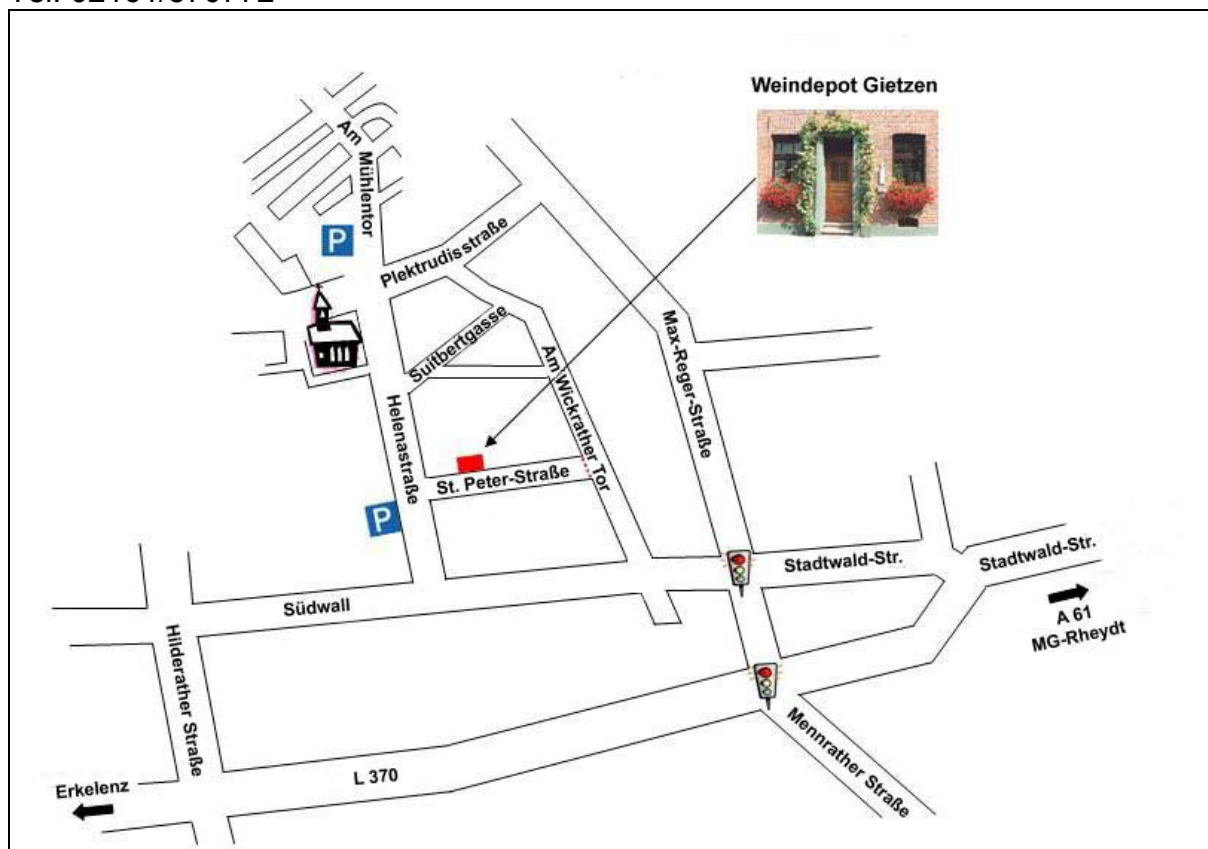 Weindepot Gietzen
Am Mühlentor
P
Plektrudisstraße
Suitbertgasse
Am Wickrather Tor
Max-Reger-Straße
Helenastraße
St. Peter-Straße
P
Stadtwald-Str.
Stadtwald-Str.
Südwall
A 61
MG-Rheydt
Hilderather Straße
Mennrather Straße
L 370
Erkelenz